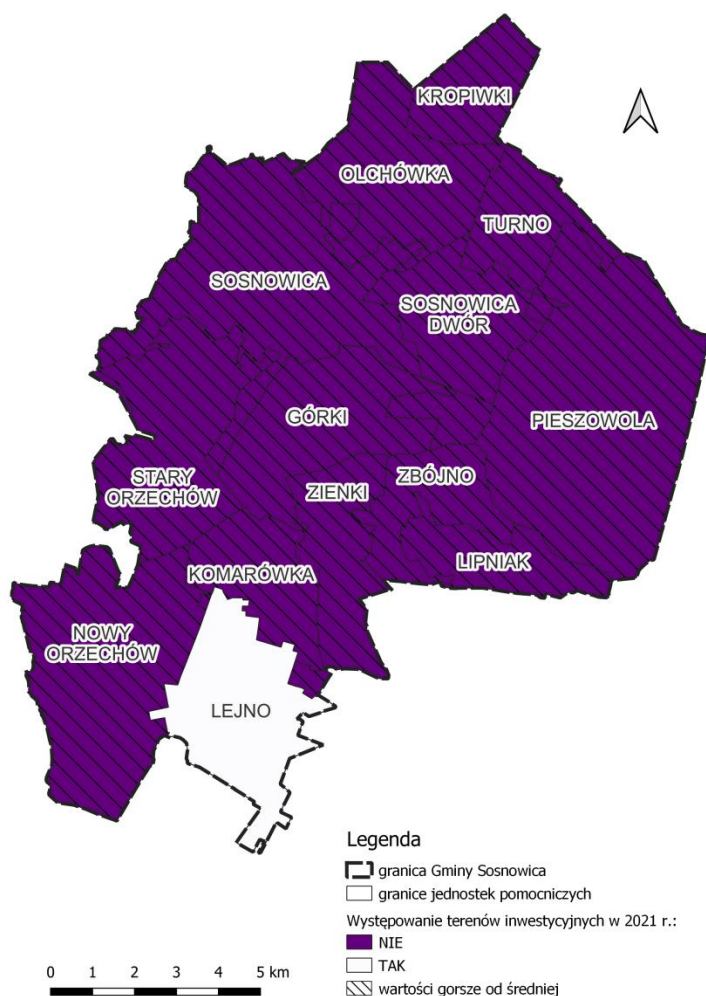 KROPIWKI
OLCHÓWKA
TURNO
SOSNOWICA
SOSNOWICA
DWÓR
GÓRKI
PIESZOWOLA
STARY
ORZECHÓW
ZIENKI
ZBÓJNO
KOMARÓWKA
LIPNIAK
NOWY
ORZECHÓW
LEJNO
Legenda
granica Gminy Sosnowica
granice jednostek pomocniczych
Występowanie terenów inwestycyjnych w 2021 r.:
NIE
TAK
wartości gorsze od średniej
0 1 2 3 4 5 km